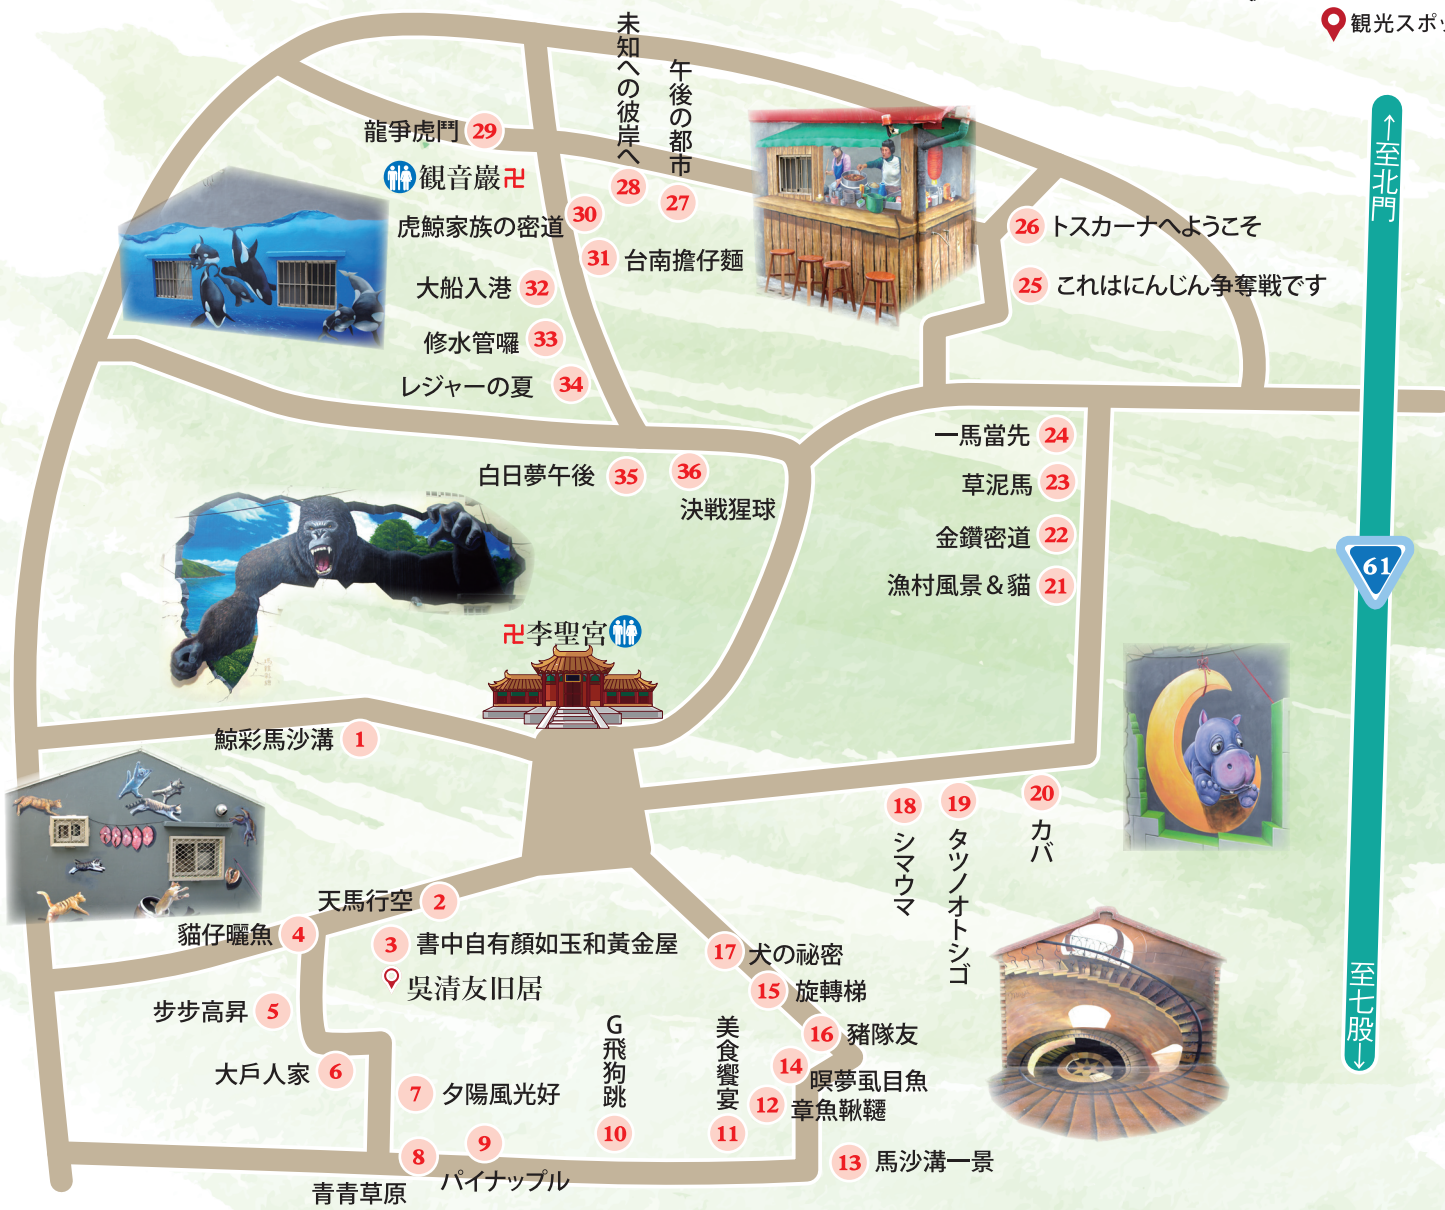 観光スポッ
←至北門
61
至七股→
未知への彼岸へ
28
午後の都市
27
龍爭虎鬥 29
観音巖卍
虎鯨家族の密道 30
31 台南擔仔麵
大船入港 32
修水管囉 33
レジャーの夏 34
26 トスカーナへようこそ
25 これはにんじん争奪戦です
一馬當先 24
草泥馬 23
金鑽密道 22
漁村風景&貓 21
白日夢午後 35
36
決戦猩球
卍李聖宮
鯨彩馬沙溝 1
18
シマウマ
19
タツノオトシゴ
20
カバ
天馬行空 2
貓仔曬魚 4
3 書中自有顏如玉和黃金屋
吳清友旧居
17 犬の祕密
15 旋轉梯
16 豬隊友
14
暝夢虱目魚
12 章魚鞦韆
步步高昇 5
大戶人家 6
7 夕陽風光好
G飛狗跳
10
美食饗宴
11
13 馬沙溝一景
8
青青草原
9
パイナップル